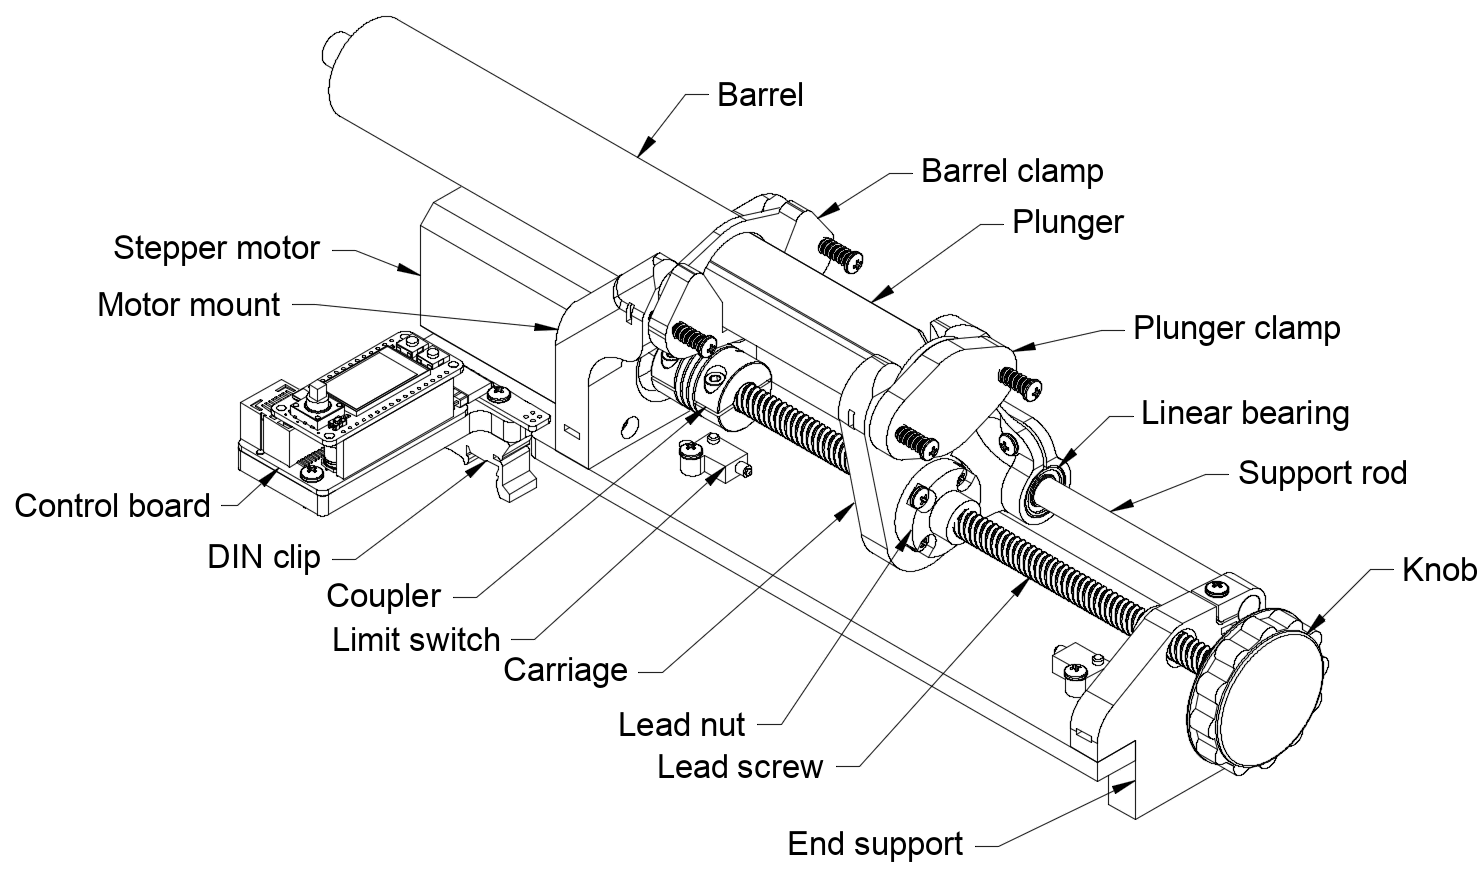 Barrel
Barrel clamp
Plunger
Stepper motor
Motor mount
Plunger clamp
Linear bearing
Support rod
Control board
DIN clip
Knob
Coupler
Limit switch
Carriage
Lead nut
Lead screw
End support